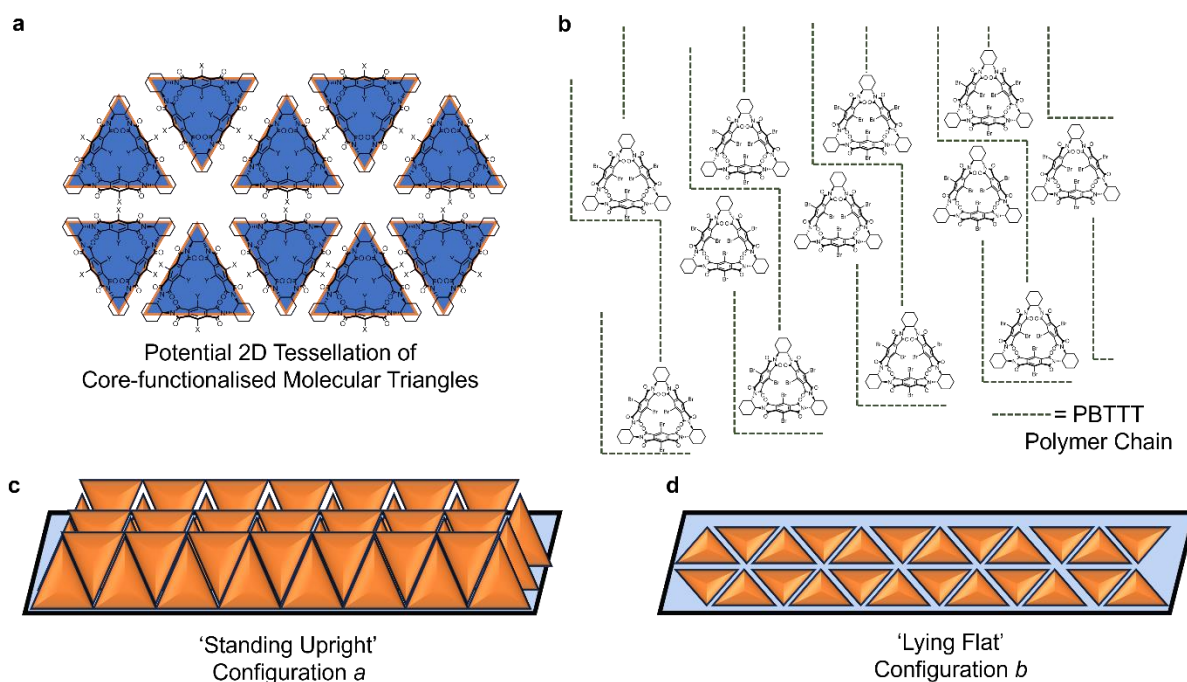 a
Potential 2D Tessellation of
Core-functionalised Molecular Triangles
b
= PBTTT
Polymer Chain
c
'Standing Upright'
Configuration a
d
'Lying Flat'
Configuration b